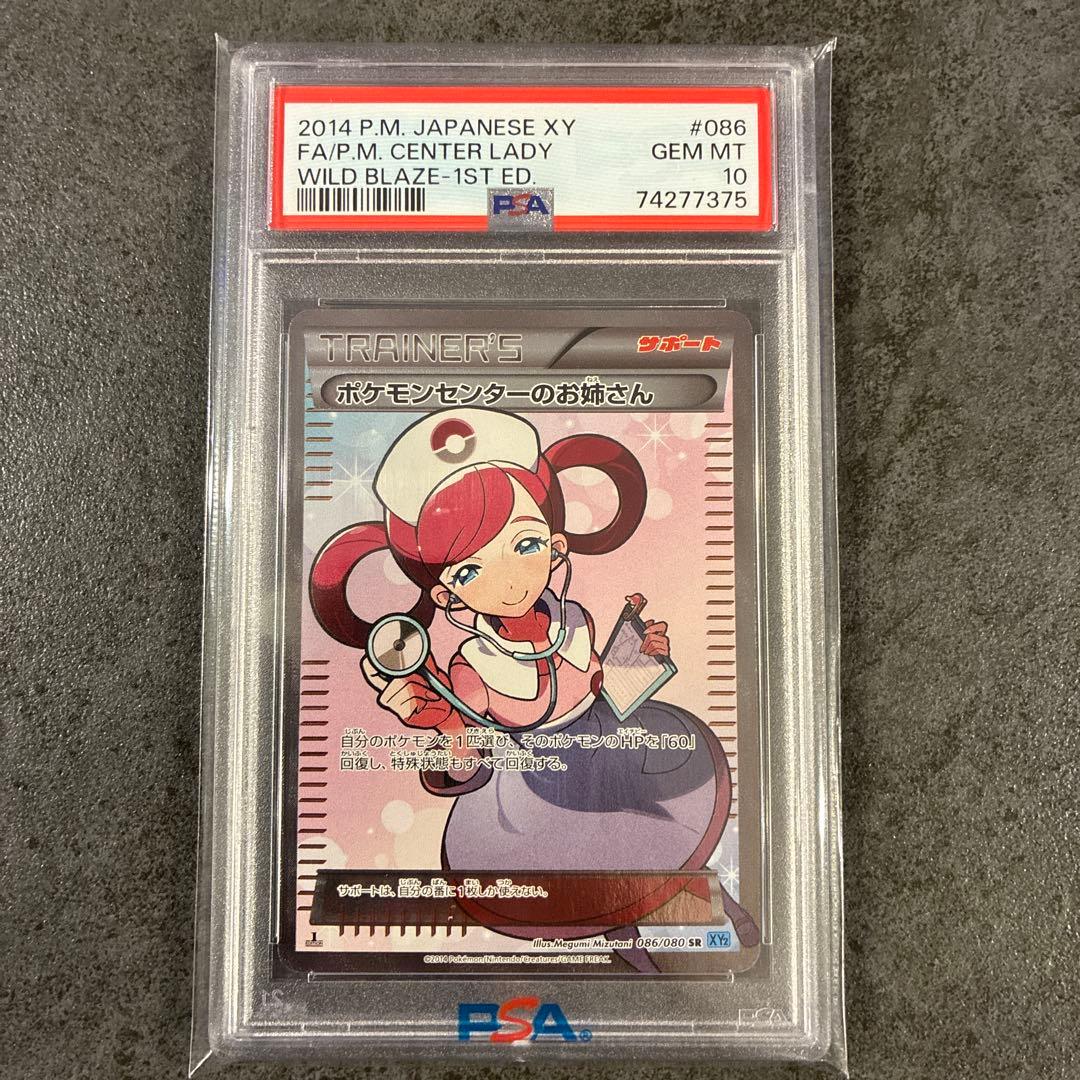 2014 P.M. JAPANESE XY #086
FA/P.M. CENTER LADY GEM MT
WILD BLAZE-1ST ED. 10
PSA 74277375
TRAINER'S サポート
ポケモンセンターのお姉さん
自分のポケモンを1匹選び、そのポケモンのHPを「60」
回復し、特殊状態もすべて回復する。
サポートは、自分の番に1枚しか使えない。
1 EDITION Illus.Megumi Mizutani 086/080 SR XY2
©2014 Pokémon/Nintendo/Creatures/GAME FREAK.
PSA®
PSA